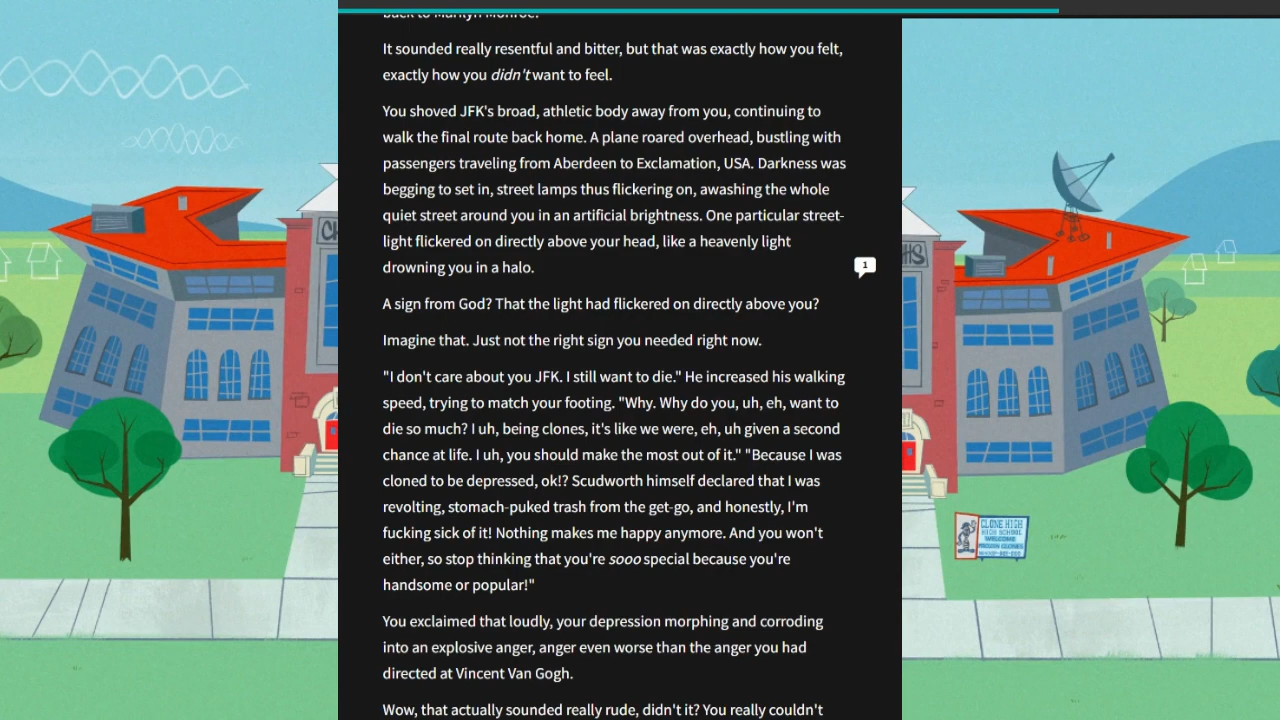 back to Marilyn Monroe.
It sounded really resentful and bitter, but that was exactly how you felt,
exactly how you didn't want to feel.
You shoved JFK's broad, athletic body away from you, continuing to
walk the final route back home. A plane roared overhead, bustling with
passengers traveling from Aberdeen to Exclamation, USA. Darkness was
begging to set in, street lamps thus flickering on, awashing the whole
quiet street around you in an artificial brightness. One particular street-
light flickered on directly above your head, like a heavenly light
drowning you in a halo.
1
A sign from God? That the light had flickered on directly above you?
Imagine that. Just not the right sign you needed right now.
"I don't care about you JFK. I still want to die." He increased his walking
speed, trying to match your footing. "Why. Why do you, uh, eh, want to
die so much? I uh, being clones, it's like we were, eh, uh given a second
chance at life. I uh, you should make the most out of it." "Because I was
cloned to be depressed, ok!? Scudworth himself declared that I was
revolting, stomach-puked trash from the get-go, and honestly, I'm
fucking sick of it! Nothing makes me happy anymore. And you won't
either, so stop thinking that you're sooo special because you're
handsome or popular!"
You exclaimed that loudly, your depression morphing and corroding
into an explosive anger, anger even worse than the anger you had
directed at Vincent Van Gogh.
Wow, that actually sounded really rude, didn't it? You really couldn't
HS
CLONE HIGH
HIGH SCHOOL
WELCOME